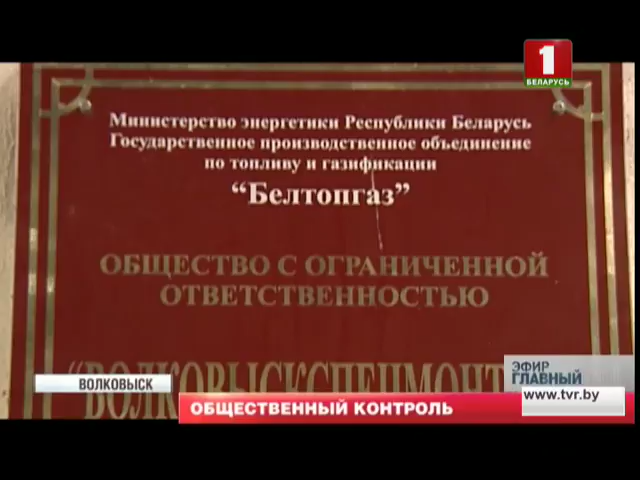 1
БЕЛАРУСЬ
Министерство энергетики Республики Беларусь
Государственное производственное объединение
по топливу и газификации
“Белтопгаз”
ОБЩЕСТВО С ОГРАНИЧЕННОЙ
ОТВЕТСТВЕННОСТЬЮ
ВОЛКОВЫСК
ОБЩЕСТВЕННЫЙ КОНТРОЛЬ
ЭФИР
ГЛАВНЫЙ
www.tvr.by